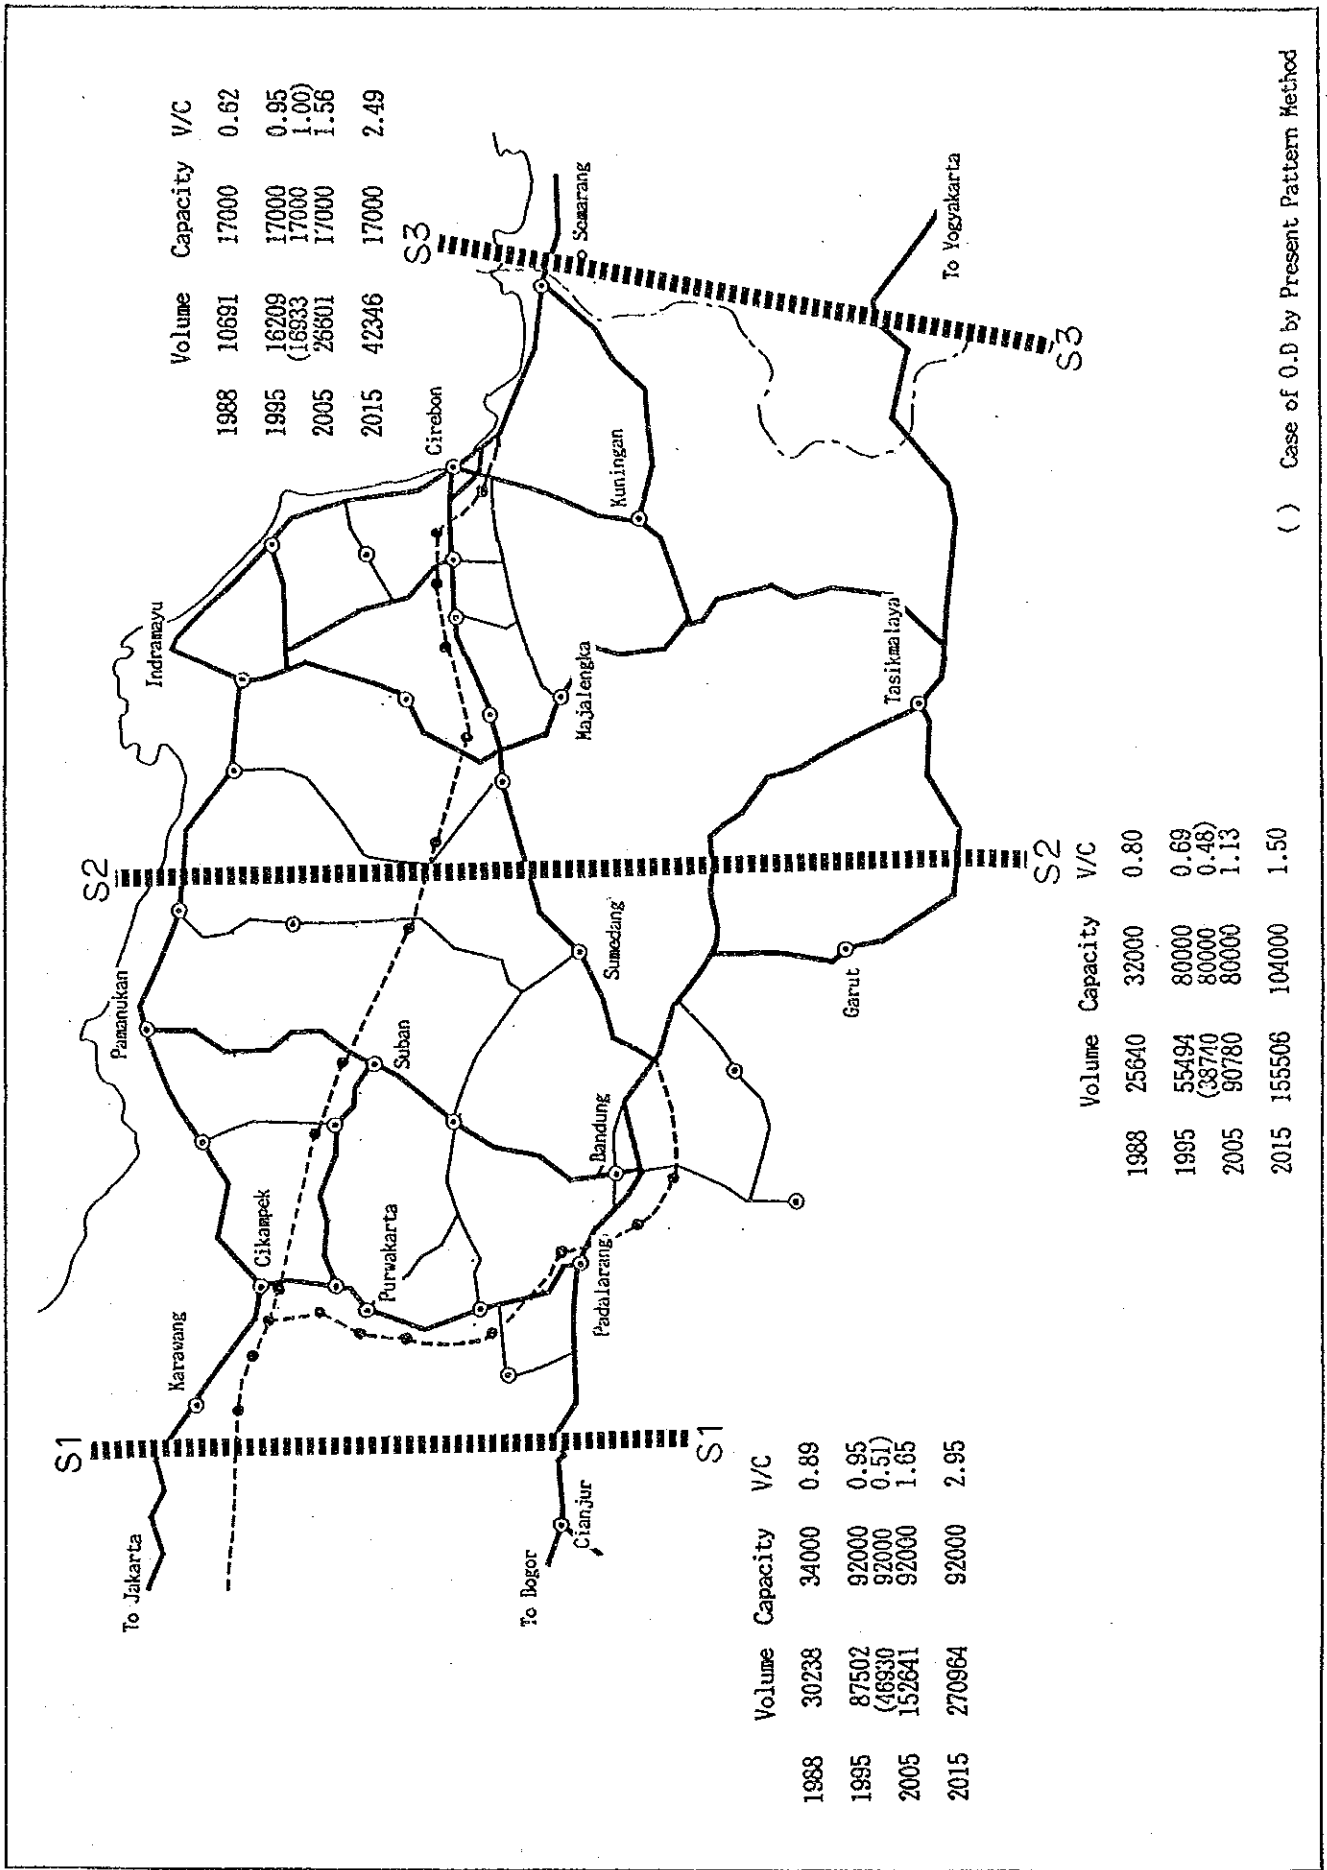 Pamanukan
Indramayu
S2
Volume Capacity V/C
1988 10691 17000 0.62
1995 16209 17000 0.95
(16933 17000 1.00)
2005 26601 17000 1.56
2015 42346 17000 2.49
To Jakarta
S1
Karawang
Cikampek
Purwakarta
Suban
Cirebon
S3
To Bogor
Cianjur
Padalarang
Bandung
Sumedang
Majalengka
Kuningan
Semarang
S1
Garut
Tasikmalaya
To Yogyakarta
Volume Capacity V/C
1988 30238 34000 0.89
1995 87502 92000 0.95
(46930 92000 0.51)
2005 152641 92000 1.65
2015 270964 92000 2.95
S2
S3
Volume Capacity V/C
1988 25640 32000 0.80
1995 55494 80000 0.69
(38740 80000 0.48)
2005 90780 80000 1.13
2015 155506 104000 1.50
( ) Case of O.D by Present Pattern Method